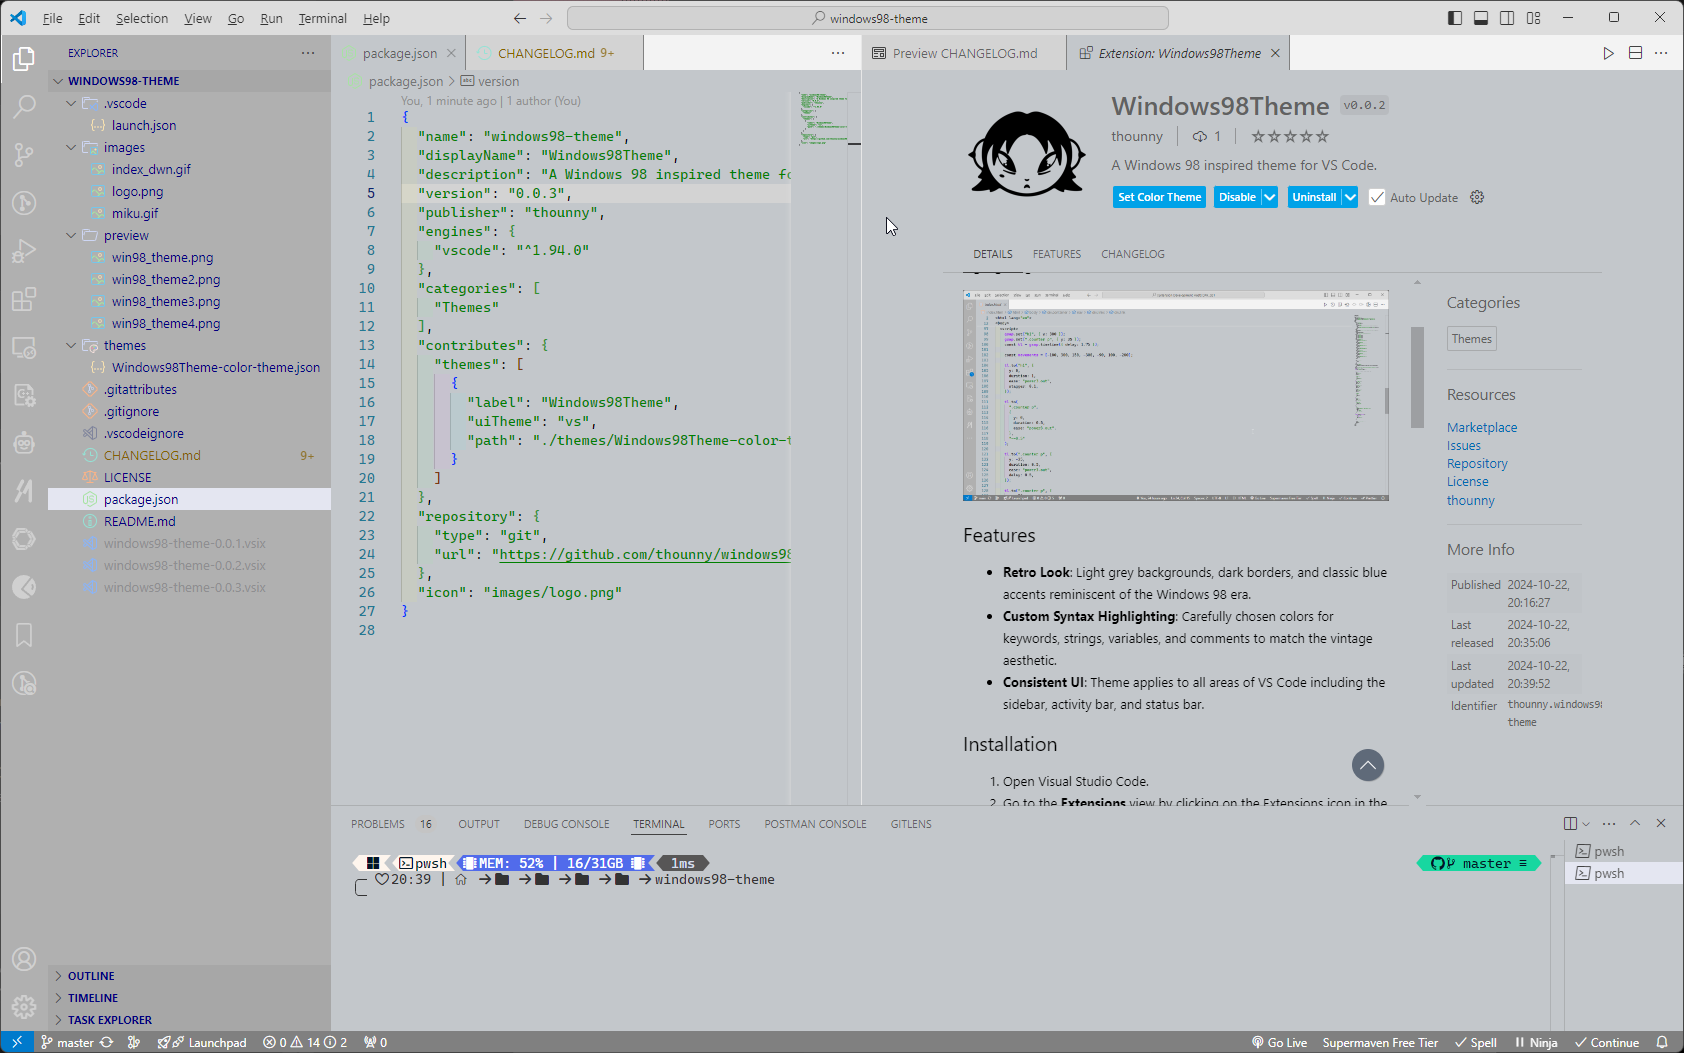 File Edit Selection View Go Run Terminal Help
windows98-theme
EXPLORER
WINDOWS98-THEME
.vscode
launch.json
images
index_dwn.gif
logo.png
miku.gif
preview
win98_theme.png
win98_theme2.png
win98_theme3.png
win98_theme4.png
themes
Windows98Theme-color-theme.json
.gitattributes
.gitignore
.vscodeignore
CHANGELOG.md 9+
LICENSE
package.json
README.md
windows98-theme-0.0.1.vsix
windows98-theme-0.0.2.vsix
windows98-theme-0.0.3.vsix
OUTLINE
TIMELINE
TASK EXPLORER
package.json
CHANGELOG.md 9+
package.json > abc version
You, 1 minute ago | 1 author (You)
1 {
2 "name": "windows98-theme",
3 "displayName": "Windows98Theme",
4 "description": "A Windows 98 inspired theme fo
5 "version": "0.0.3",
6 "publisher": "thounny",
7 "engines": {
8 "vscode": "^1.94.0"
9 },
10 "categories": [
11 "Themes"
12 ],
13 "contributes": {
14 "themes": [
15 {
16 "label": "Windows98Theme",
17 "uiTheme": "vs",
18 "path": "./themes/Windows98Theme-color-t
19 }
20 ]
21 },
22 "repository": {
23 "type": "git",
24 "url": "https://github.com/thounny/windows98
25 },
26 "icon": "images/logo.png"
27 }
28
Preview CHANGELOG.md
Extension: Windows98Theme
Windows98Theme v0.0.2
thounny 1
A Windows 98 inspired theme for VS Code.
Set Color Theme Disable Uninstall Auto Update
DETAILS FEATURES CHANGELOG
Features
Retro Look: Light grey backgrounds, dark borders, and classic blue
accents reminiscent of the Windows 98 era.
Custom Syntax Highlighting: Carefully chosen colors for
keywords, strings, variables, and comments to match the vintage
aesthetic.
Consistent UI: Theme applies to all areas of VS Code including the
sidebar, activity bar, and status bar.
Installation
1. Open Visual Studio Code.
2. Go to the Extensions view by clicking on the Extensions icon in the
Categories
Themes
Resources
Marketplace
Issues
Repository
License
thounny
More Info
Published 2024-10-22, 20:16:27
Last released 2024-10-22, 20:35:06
Last updated 2024-10-22, 20:39:52
Identifier thounny.windows98
theme
PROBLEMS 16 OUTPUT DEBUG CONSOLE TERMINAL PORTS POSTMAN CONSOLE GITLENS
pwsh MEM: 52% | 16/31GB 1ms
master ≡
20:39 | → → → → → windows98-theme
pwsh
pwsh
master Launchpad 0 14 2 0
Go Live Supermaven Free Tier Spell Ninja Continue